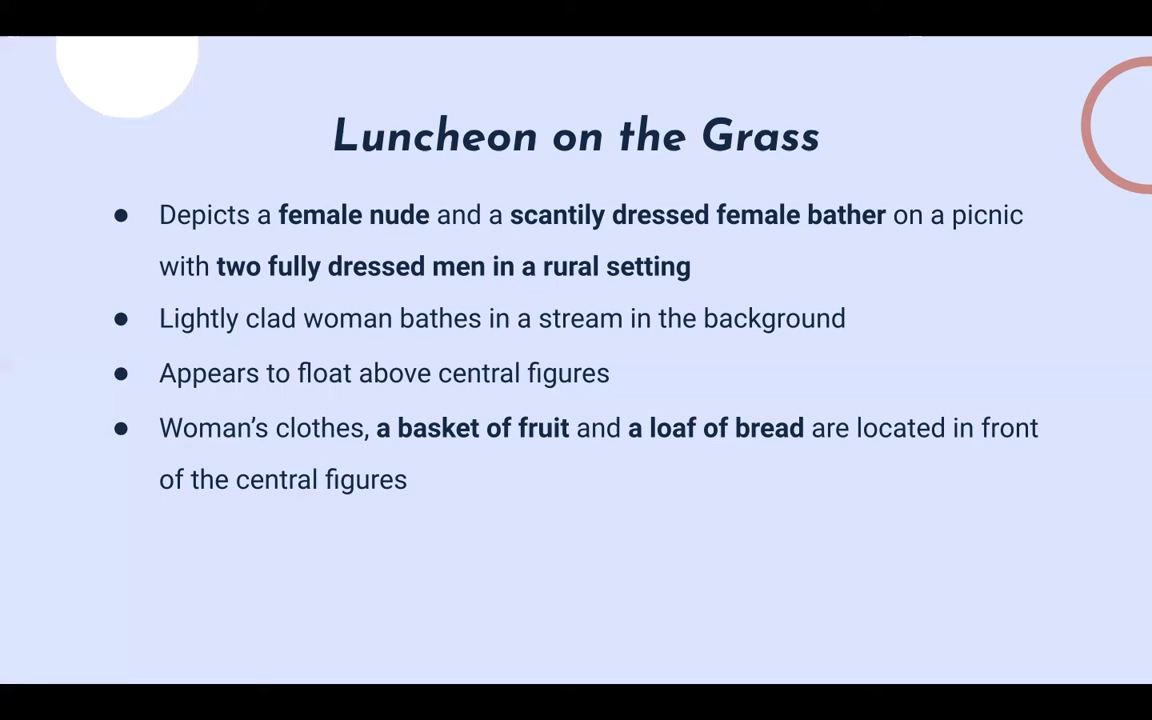 Luncheon on the Grass
● Depicts a female nude and a scantily dressed female bather on a picnic
with two fully dressed men in a rural setting
● Lightly clad woman bathes in a stream in the background
● Appears to float above central figures
● Woman’s clothes, a basket of fruit and a loaf of bread are located in front
of the central figures